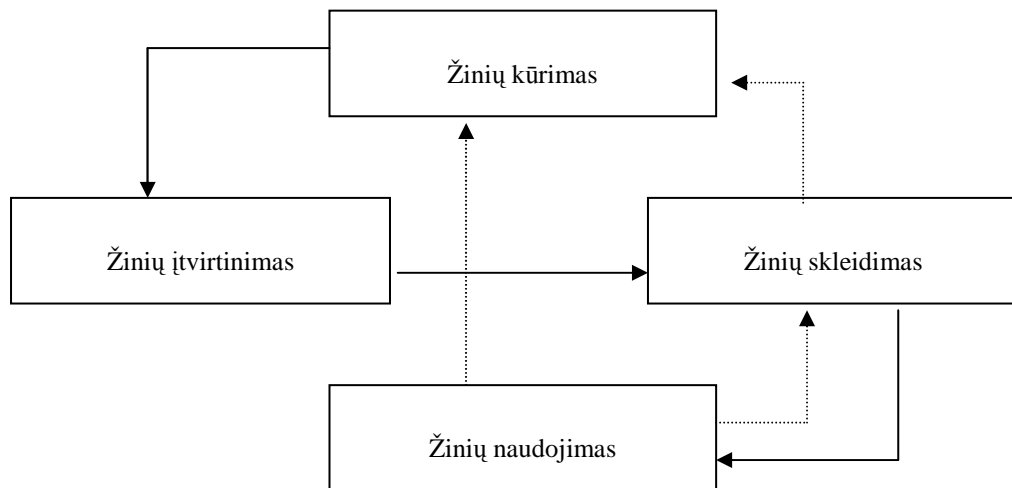 Žinių kūrimas
Žinių įtvirtinimas
Žinių skleidimas
Žinių naudojimas